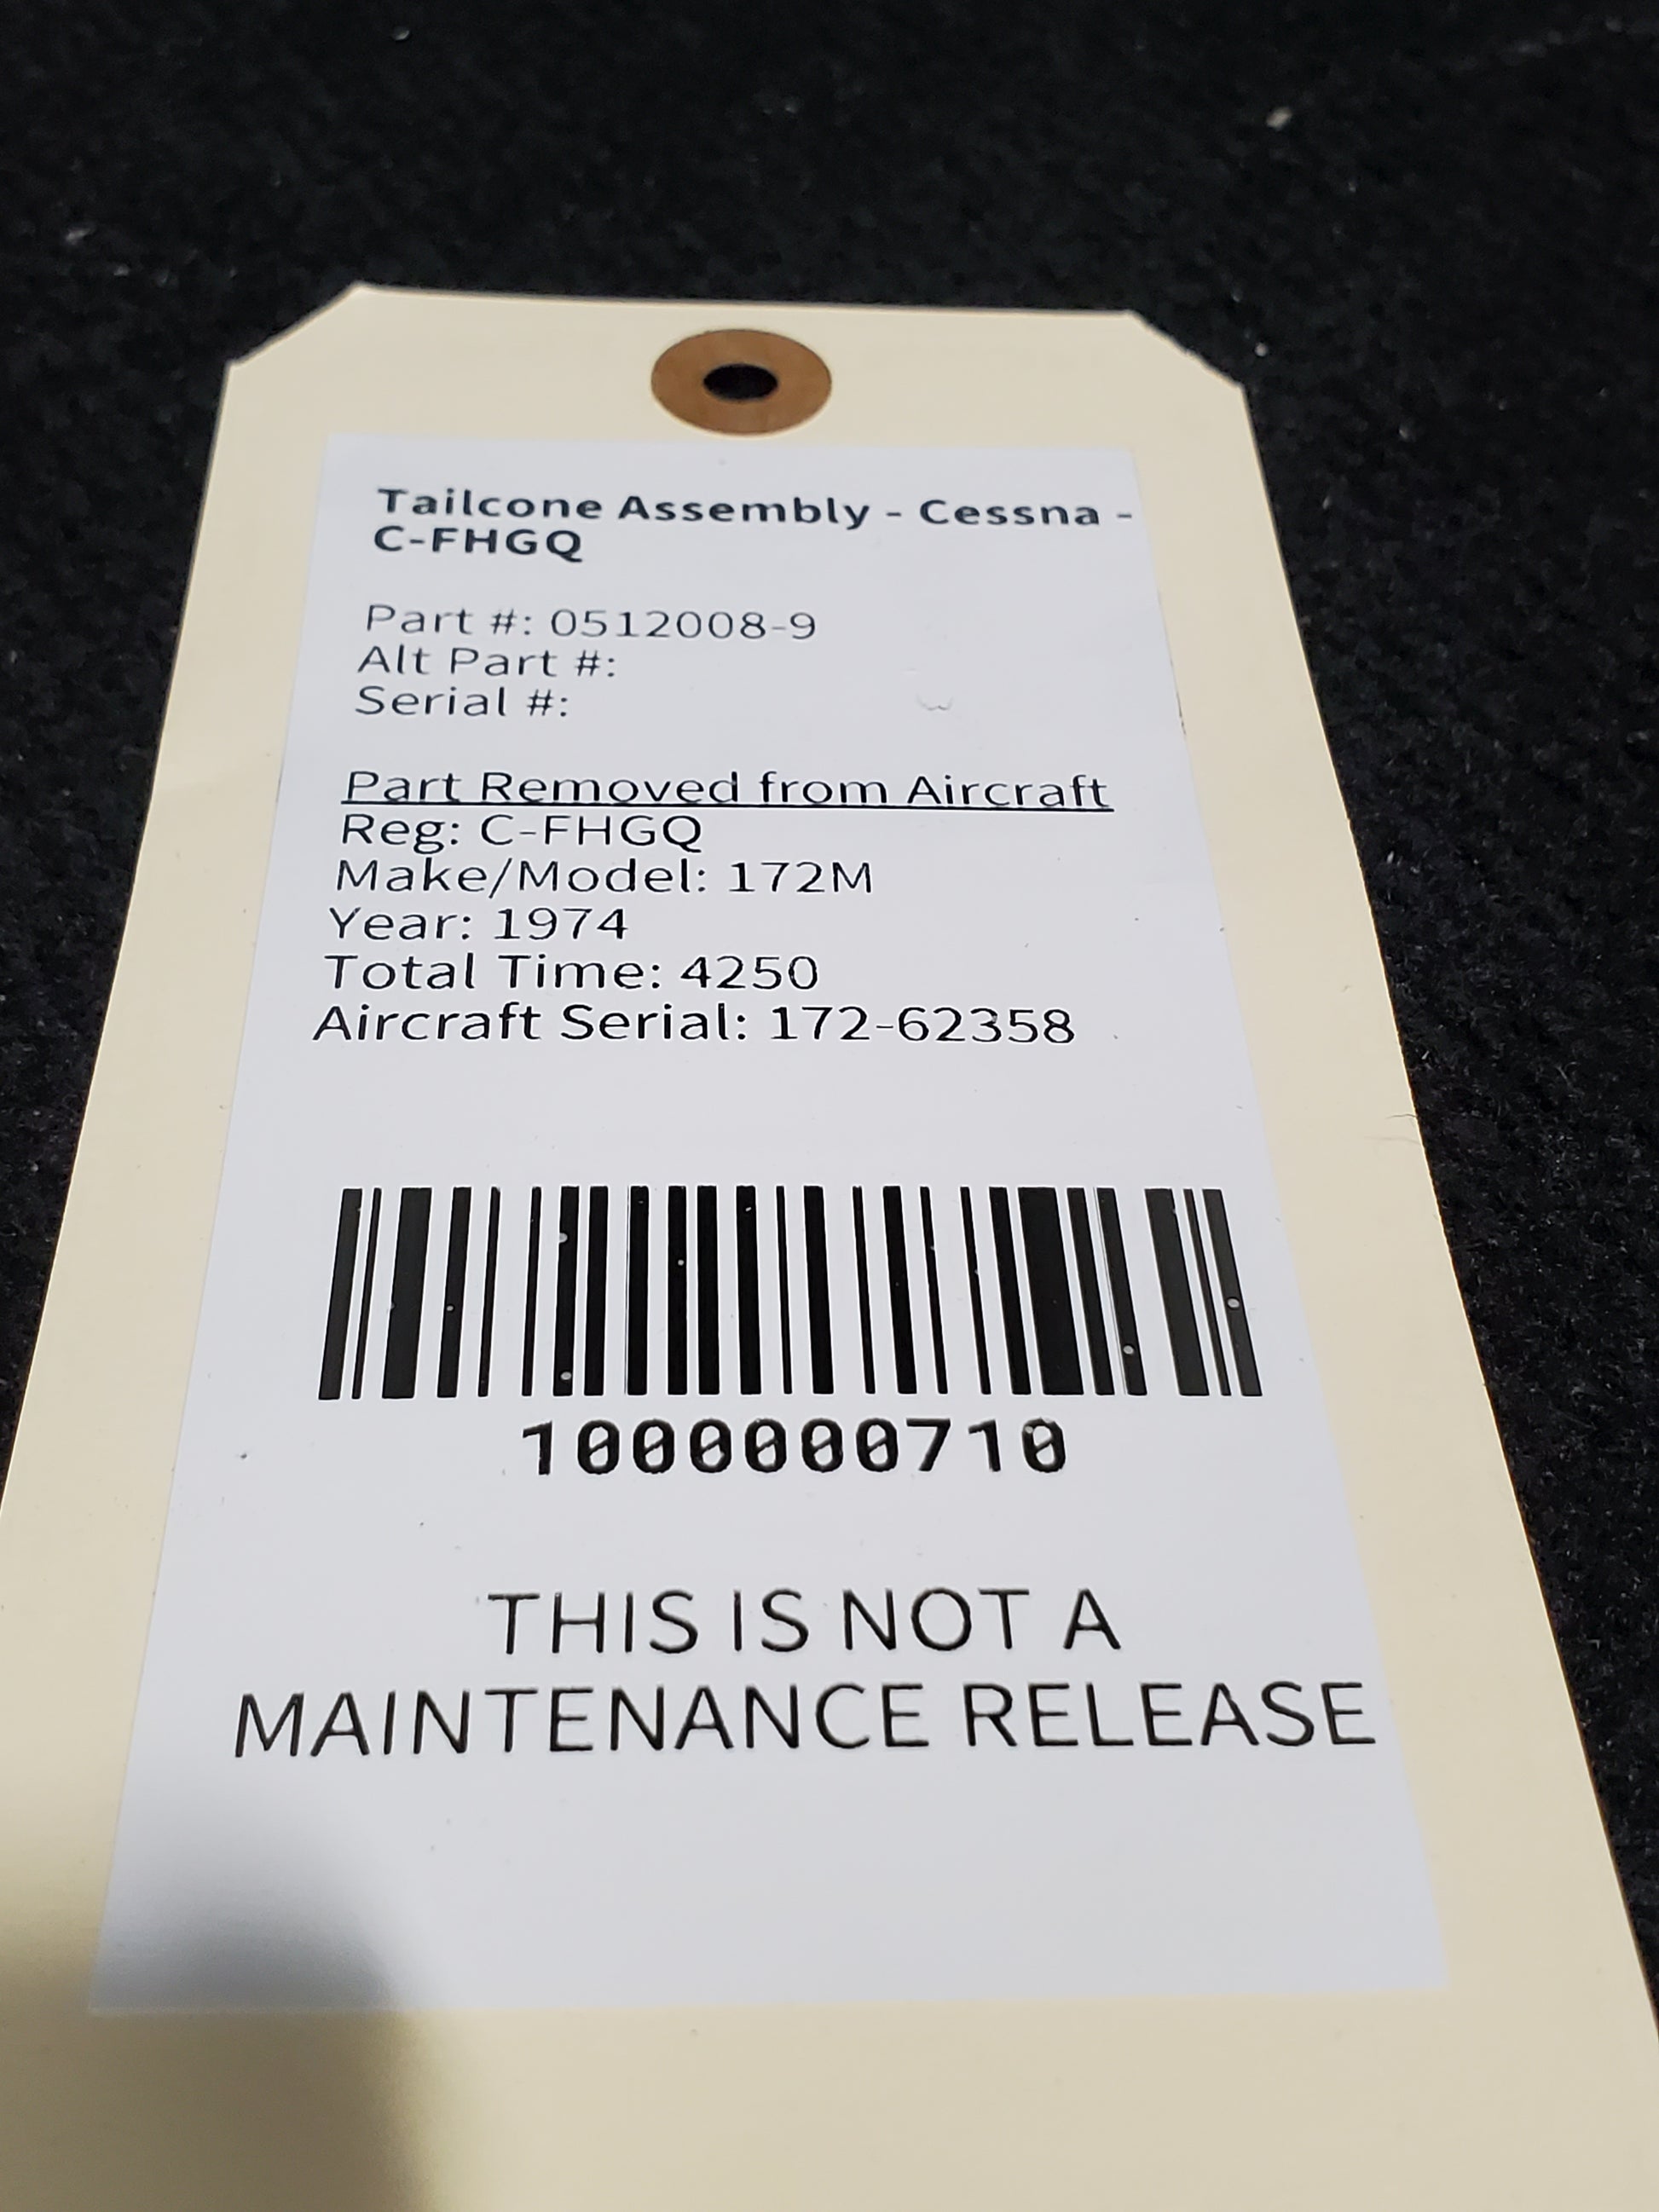 Tailcone Assembly - Cessna -
C-FHGQ
Part #: 0512008-9
Alt Part #:
Serial #:
Part Removed from Aircraft
Reg: C-FHGQ
Make/Model: 172M
Year: 1974
Total Time: 4250
Aircraft Serial: 172-62358
1000000710
THIS IS NOT A
MAINTENANCE RELEASE